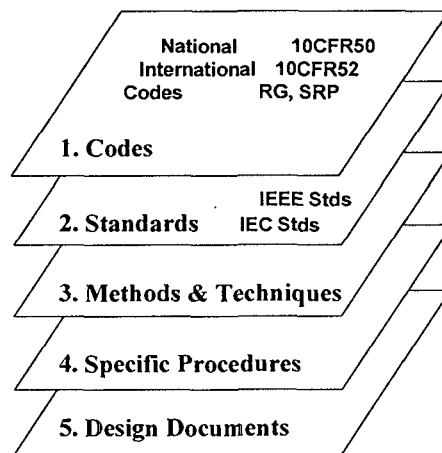 National 10CFR50
International 10CFR52
Codes RG, SRP
1. Codes
IEEE Stds
2. Standards IEC Stds
3. Methods & Techniques
4. Specific Procedures
5. Design Documents